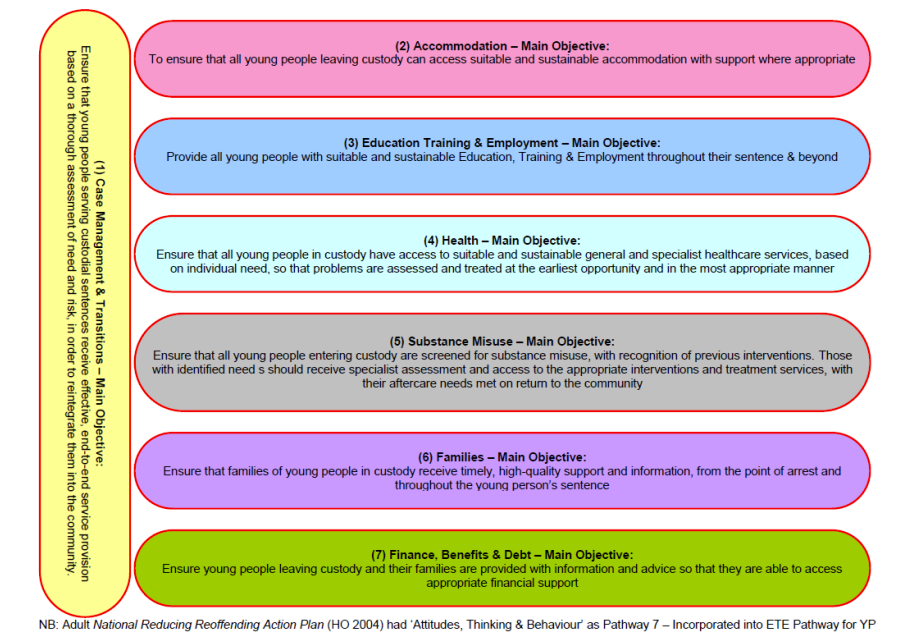 (1) Case Management & Transitions – Main Objective:
Ensure that young people serving custodial sentences receive effective, end-to-end service provision
based on a thorough assessment of need and risk, in order to reintegrate them into the community.
(2) Accommodation – Main Objective:
To ensure that all young people leaving custody can access suitable and sustainable accommodation with support where appropriate
(3) Education Training & Employment – Main Objective:
Provide all young people with suitable and sustainable Education, Training & Employment throughout their sentence & beyond
(4) Health – Main Objective:
Ensure that all young people in custody have access to suitable and sustainable general and specialist healthcare services, based
on individual need, so that problems are assessed and treated at the earliest opportunity and in the most appropriate manner
(5) Substance Misuse – Main Objective:
Ensure that all young people entering custody are screened for substance misuse, with recognition of previous interventions. Those
with identified need s should receive specialist assessment and access to the appropriate interventions and treatment services, with
their aftercare needs met on return to the community
(6) Families – Main Objective:
Ensure that families of young people in custody receive timely, high-quality support and information, from the point of arrest and
throughout the young person's sentence
(7) Finance, Benefits & Debt – Main Objective:
Ensure young people leaving custody and their families are provided with information and advice so that they are able to access
appropriate financial support
NB: Adult National Reducing Reoffending Action Plan (HO 2004) had 'Attitudes, Thinking & Behaviour' as Pathway 7 – Incorporated into ETE Pathway for YP